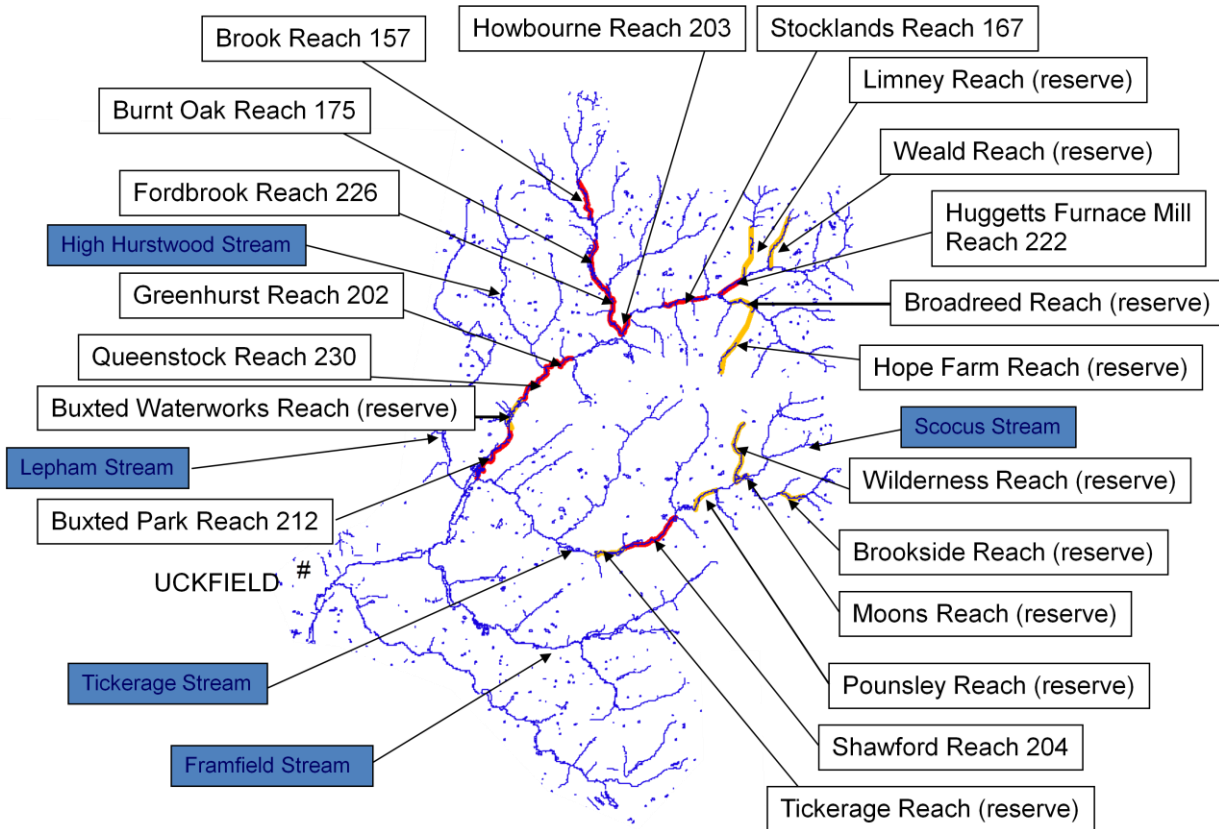 Brook Reach 157
Howbourne Reach 203
Stocklands Reach 167
Limney Reach (reserve)
Burnt Oak Reach 175
Weald Reach (reserve)
Fordbrook Reach 226
Huggetts Furnace Mill
Reach 222
High Hurstwood Stream
Greenhurst Reach 202
Broadreed Reach (reserve)
Queenstock Reach 230
Hope Farm Reach (reserve)
Buxted Waterworks Reach (reserve)
Scocus Stream
Lepham Stream
Wilderness Reach (reserve)
Buxted Park Reach 212
Brookside Reach (reserve)
UCKFIELD #
Moons Reach (reserve)
Tickerage Stream
Pounsley Reach (reserve)
Shawford Reach 204
Framfield Stream
Tickerage Reach (reserve)